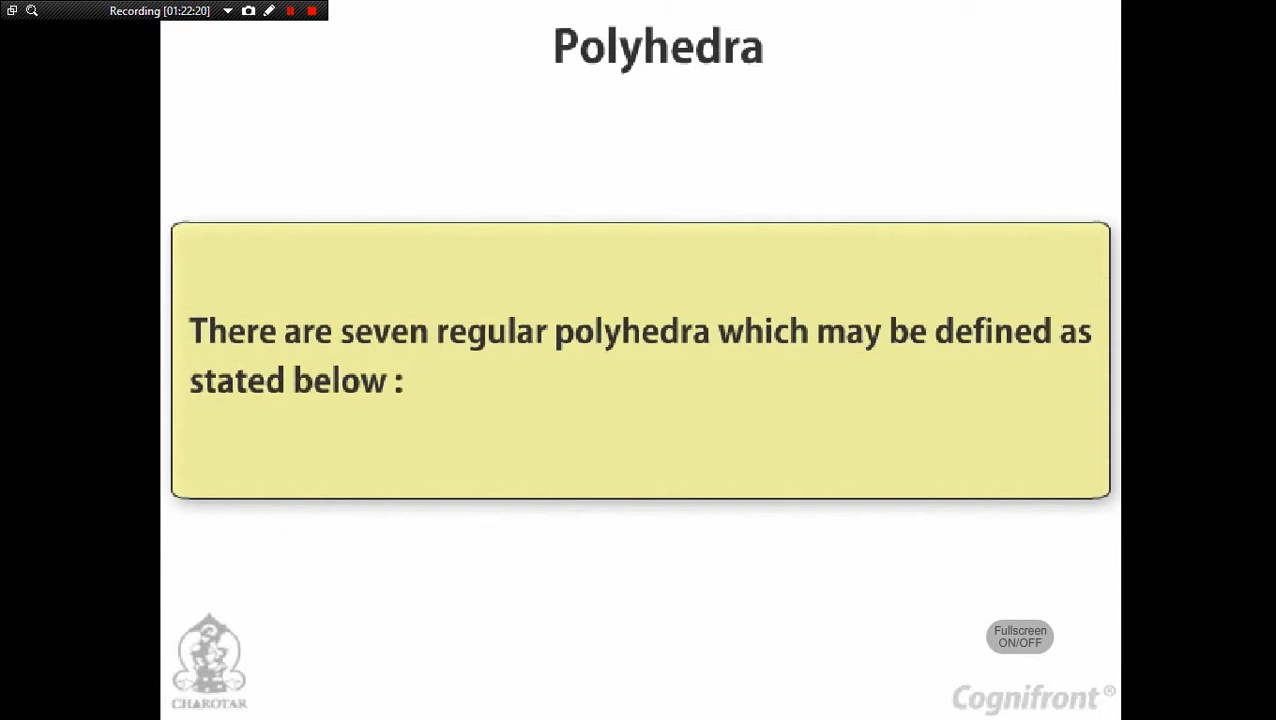 Recording [01:22:20]
Polyhedra
There are seven regular polyhedra which may be defined as
stated below :
Fullscreen
ON/OFF
CHAROTAR
Cognifront ®